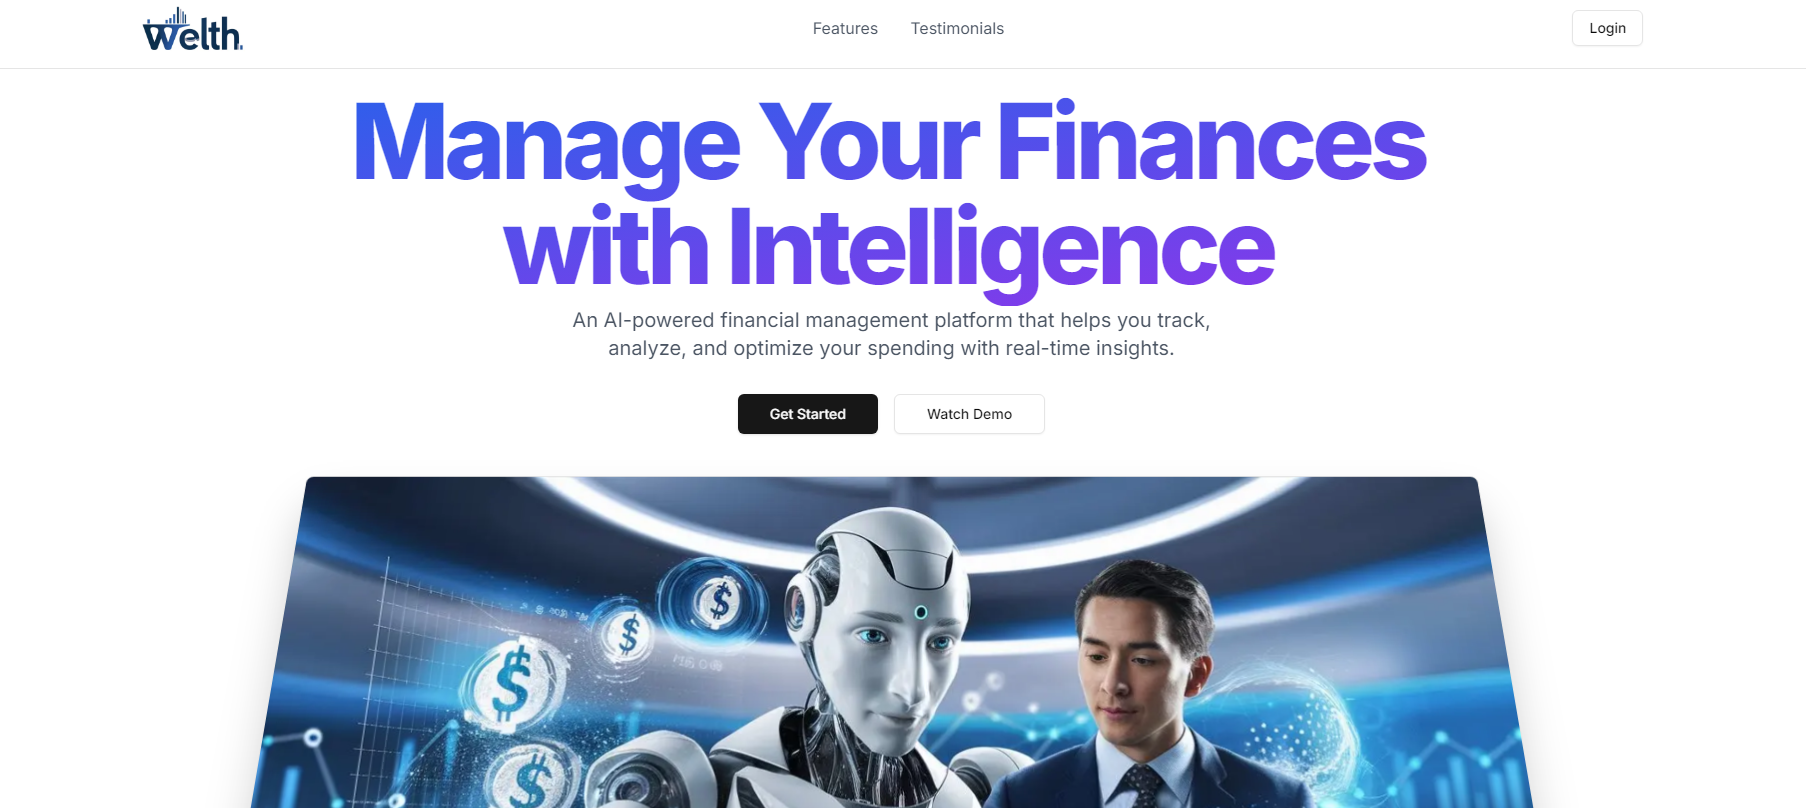 Welth.
Features
Testimonials
Login
Manage Your Finances
with Intelligence
An AI-powered financial management platform that helps you track,
analyze, and optimize your spending with real-time insights.
Get Started
Watch Demo
$
$
$
$